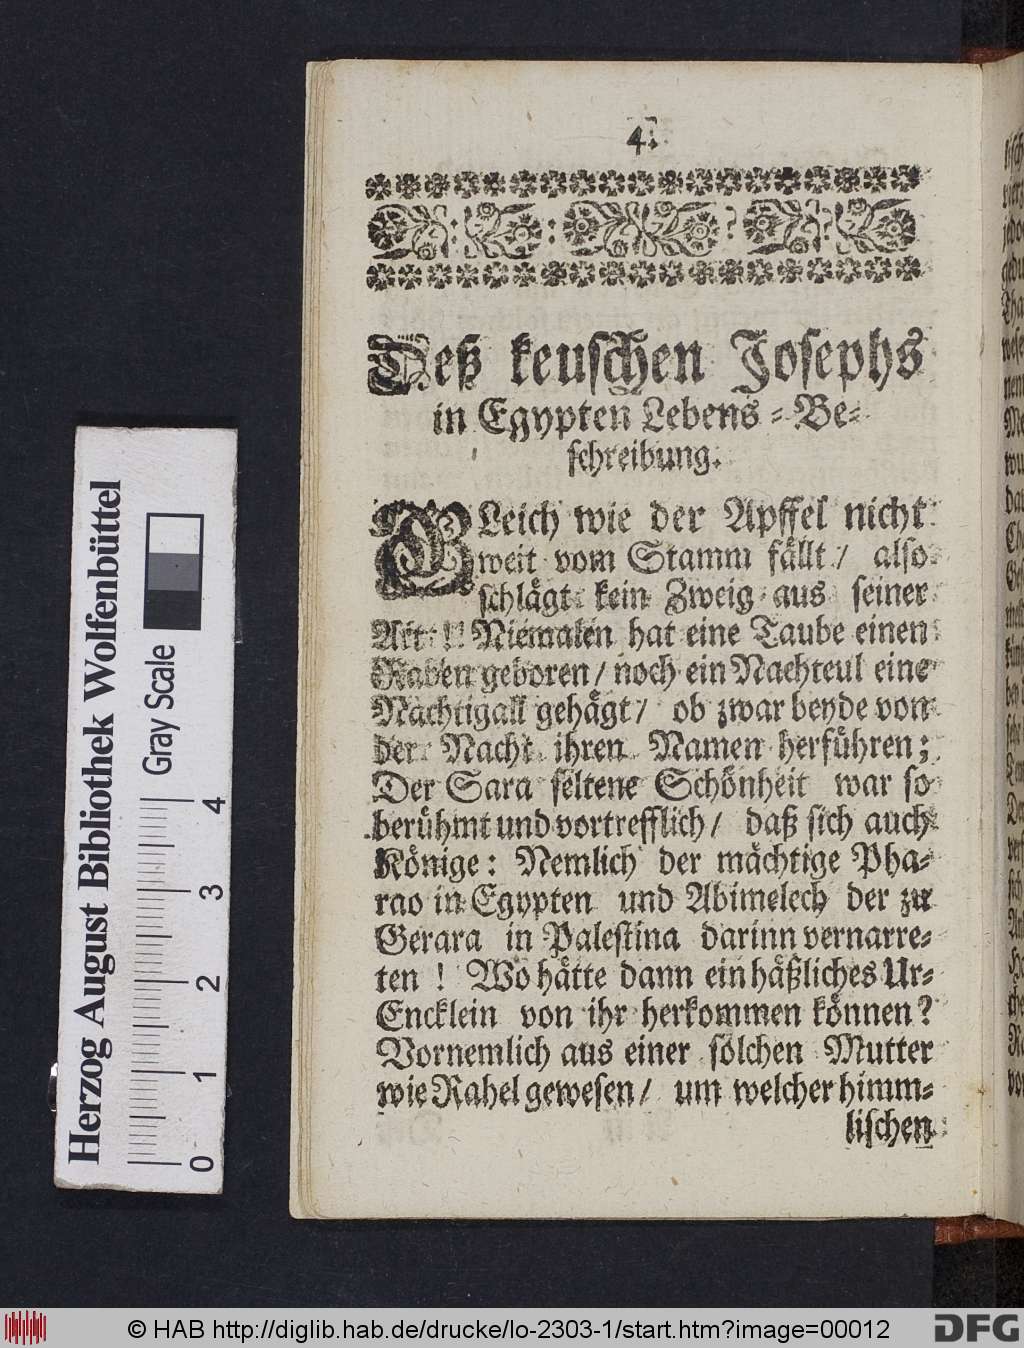 4.
Deß keuschen Josephs
in Egypten Lebens-Be-
schreibung.
GLeich wie der Apffel nicht
weit vom Stamm fällt / also
schlägt kein Zweig aus seiner
Art !! Niemalen hat eine Taube einen
Raben geboren / noch ein Nachteul eine
Nachtigall gehägt / ob zwar beyde von
der Nacht ihren Namen herführen;
Der Sara seltene Schönheit war so
berühmt und vortrefflich / daß sich auch
Könige: Nemlich der mächtige Pha-
rao in Egypten und Abimelech der zu
Gerara in Palestina darinn vernarre-
ten ! Wo hätte dann ein häßliches Ur-
Encklein von ihr herkommen können?
Vornemlich aus einer solchen Mutter
wie Rahel gewesen / um welcher himm-
lischen
Herzog August Bibliothek Wolfenbüttel
Gray Scale
0 1 2 3 4
© HAB http://diglib.hab.de/drucke/lo-2303-1/start.htm?image=00012
DFG